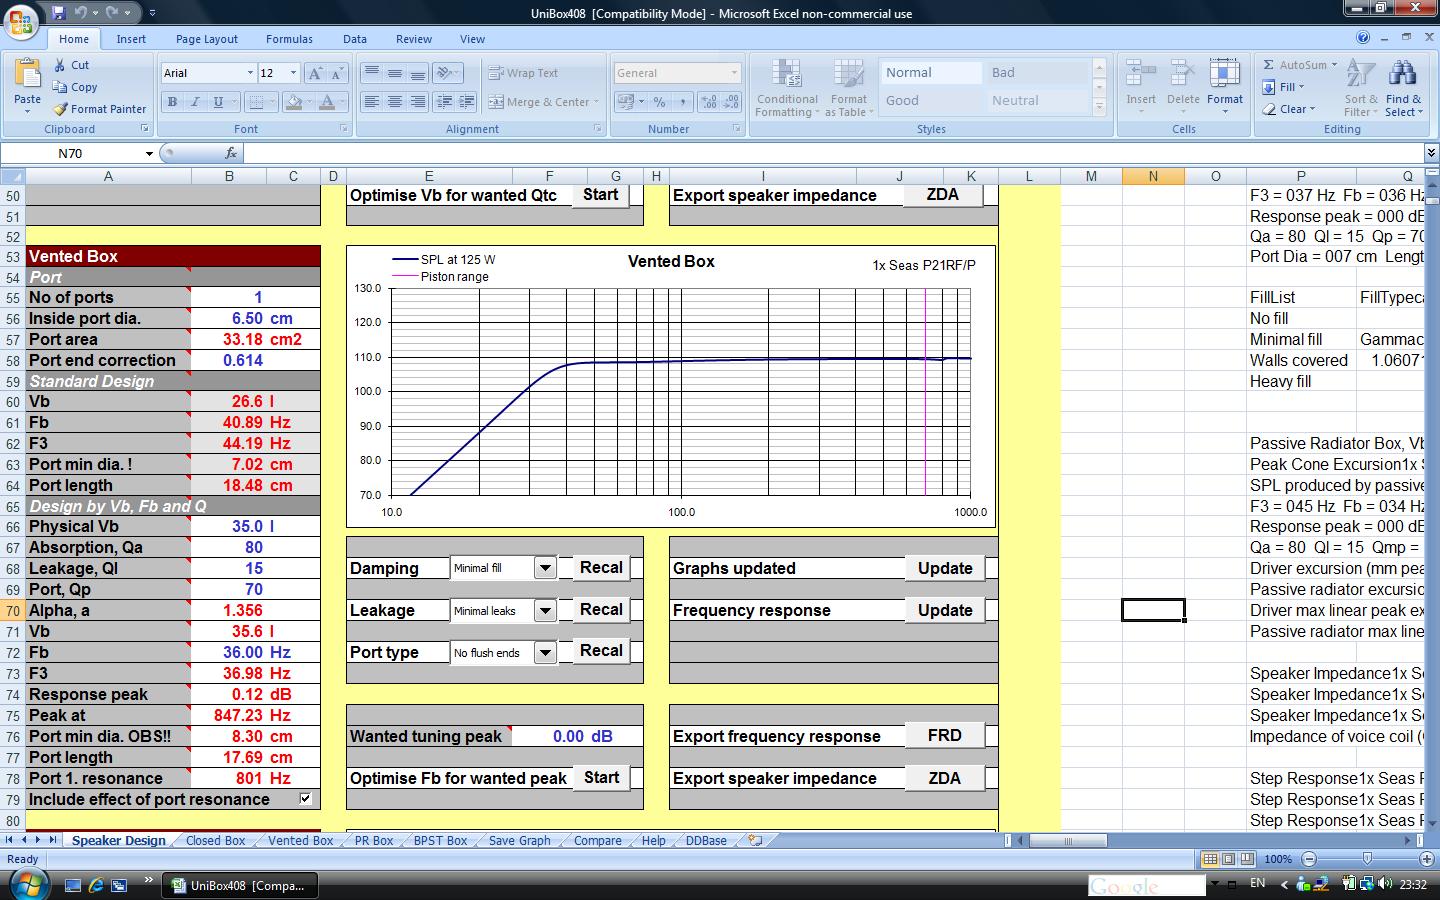 UniBox408 [Compatibility Mode] - Microsoft Excel non-commercial use
Home Insert Page Layout Formulas Data Review View
Paste Cut Copy Format Painter Clipboard
Arial 12 Font
Wrap Text Merge & Center Alignment
General Number
Conditional Formatting Format as Table Normal Bad Good Neutral Styles
Insert Delete Format Cells
AutoSum Fill Clear Sort & Filter Find & Select Editing
N70 fx
A B C D E F G H I J K L M N O P Q
50 Optimise Vb for wanted Qtc Start Export speaker impedance ZDA F3 = 037 Hz Fb = 036 Hz
51 Response peak = 000 dB
52 Qa = 80 Ql = 15 Qp = 70
53 Vented Box Port Dia = 007 cm Lengt
SPL at 125 W Vented Box 1x Seas P21RF/P
Piston range
130.0
120.0
110.0
100.0
90.0
80.0
70.0
10.0 100.0 1000.0
54 Port
55 No of ports 1 FillList FillTypec
56 Inside port dia. 6.50 cm No fill
57 Port area 33.18 cm2 Minimal fill Gammac
58 Port end correction 0.614 Walls covered 1.0607
59 Standard Design Heavy fill
60 Vb 26.6 l
61 Fb 40.89 Hz
62 F3 44.19 Hz Passive Radiator Box, Vb
63 Port min dia. ! 7.02 cm Peak Cone Excursion1x S
64 Port length 18.48 cm SPL produced by passive
65 Design by Vb, Fb and Q F3 = 045 Hz Fb = 034 Hz
66 Physical Vb 35.0 l Response peak = 000 dB
67 Absorption, Qa 80 Qa = 80 Ql = 15 Qmp =
68 Leakage, Ql 15 Damping Minimal fill Recal Graphs updated Update Driver excursion (mm pea
69 Port, Qp 70 Passive radiator excursio
70 Alpha, a 1.356 Leakage Minimal leaks Recal Frequency response Update Driver max linear peak ex
71 Vb 35.6 l Passive radiator max line
72 Fb 36.00 Hz Port type No flush ends Recal
73 F3 36.98 Hz Speaker Impedance1x Se
74 Response peak 0.12 dB Speaker Impedance1x Se
75 Peak at 847.23 Hz Speaker Impedance1x Se
76 Port min dia. OBS!! 8.30 cm Wanted tuning peak 0.00 dB Export frequency response FRD Impedance of voice coil (
77 Port length 17.69 cm
78 Port 1. resonance 801 Hz Optimise Fb for wanted peak Start Export speaker impedance ZDA Step Response1x Seas F
79 Include effect of port resonance Step Response1x Seas F
80 Step Response1x Seas F
Speaker Design Closed Box Vented Box PR Box BPST Box Save Graph Compare Help DDBase
Ready 100%
UniBox408 [Compa... Google EN 23:32